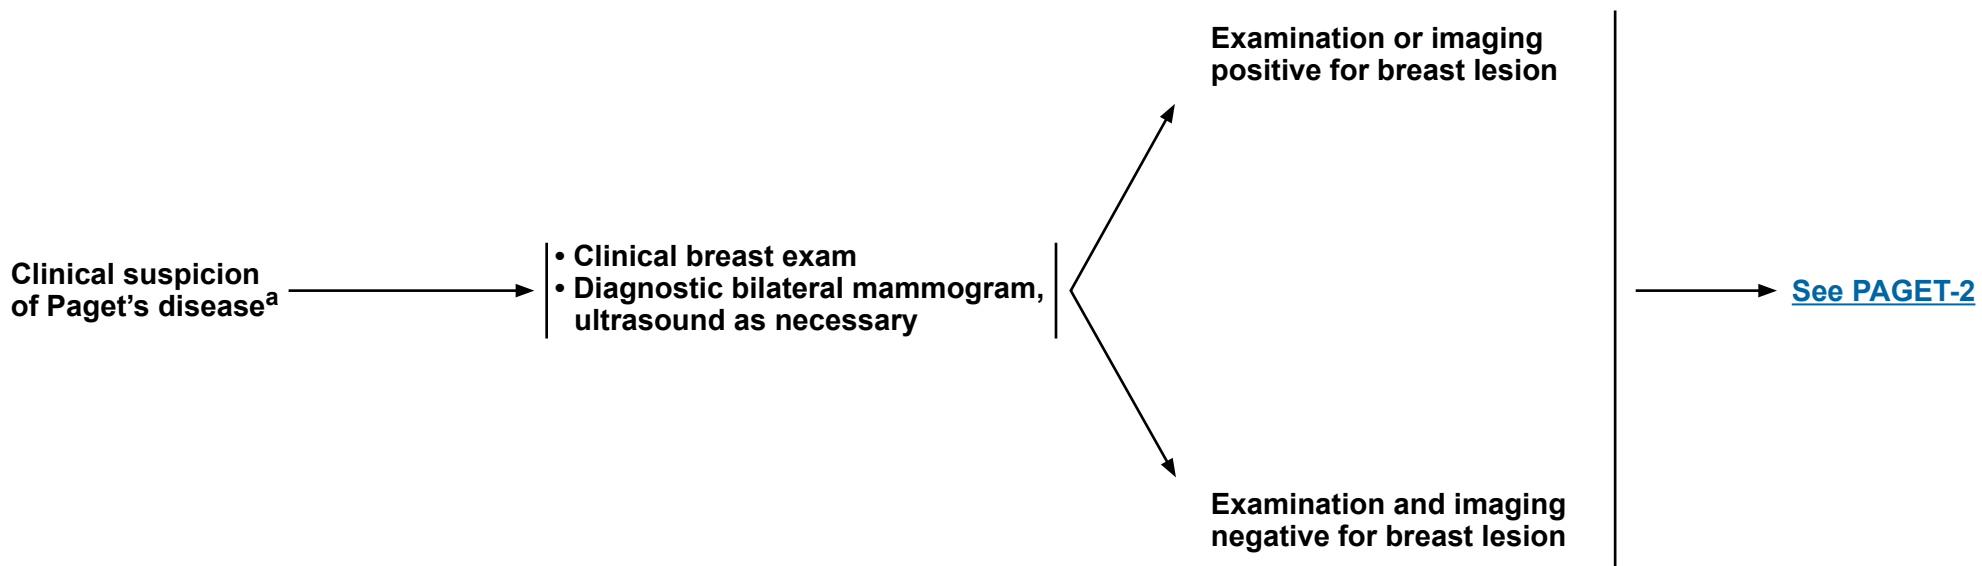 Examination or imaging
positive for breast lesion
Clinical suspicion
of Paget’s diseaseᵃ
• Clinical breast exam
• Diagnostic bilateral mammogram,
ultrasound as necessary
See PAGET-2
Examination and imaging
negative for breast lesion